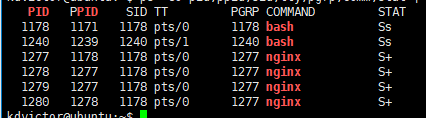 PID PPID SID TT PGRP COMMAND STAT
1178 1171 1178 pts/0 1178 bash Ss
1240 1239 1240 pts/1 1240 bash Ss
1277 1178 1178 pts/0 1277 nginx S+
1278 1277 1178 pts/0 1277 nginx S+
1279 1277 1178 pts/0 1277 nginx S+
1280 1278 1178 pts/0 1277 nginx S+
kdvictor@ubuntu:~$